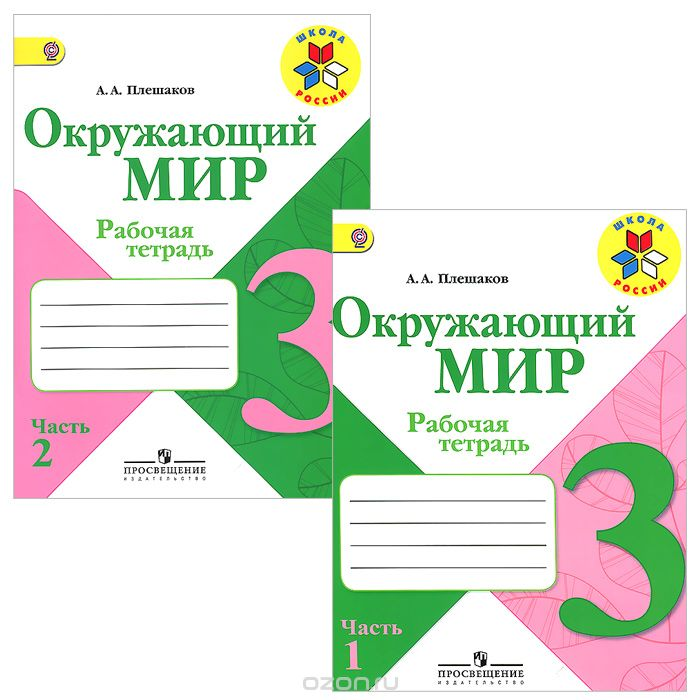 ШКОЛА
РОССИИ
А. А. Плешаков
Окружающий
МИР
Рабочая
тетрадь
3
Часть
2
ПРОСВЕЩЕНИЕ
ИЗДАТЕЛЬСТВО
ШКОЛА
РОССИИ
А. А. Плешаков
Окружающий
МИР
Рабочая
тетрадь
3
Часть
1
ПРОСВЕЩЕНИЕ
ИЗДАТЕЛЬСТВО
ozon.ru